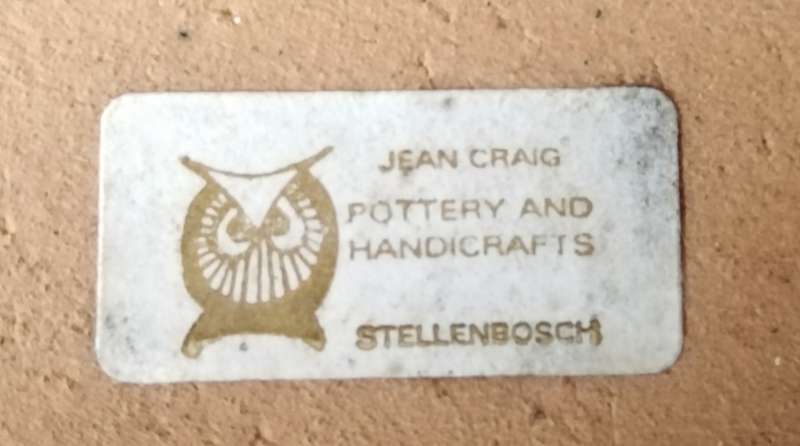 JEAN CRAIG
POTTERY AND
HANDICRAFTS
STELLENBOSCH